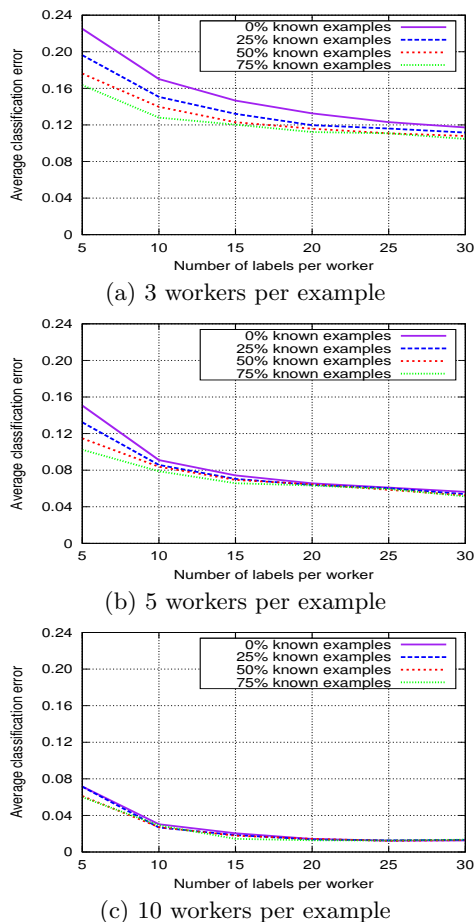 0.24
0% known examples
25% known examples
50% known examples
75% known examples
0.2
0.16
0.12
0.08
0.04
0
Average classification error
5 10 15 20 25 30
Number of labels per worker
(a) 3 workers per example
0.24
0% known examples
25% known examples
50% known examples
75% known examples
0.2
0.16
0.12
0.08
0.04
0
Average classification error
5 10 15 20 25 30
Number of labels per worker
(b) 5 workers per example
0.24
0% known examples
25% known examples
50% known examples
75% known examples
0.2
0.16
0.12
0.08
0.04
0
Average classification error
5 10 15 20 25 30
Number of labels per worker
(c) 10 workers per example